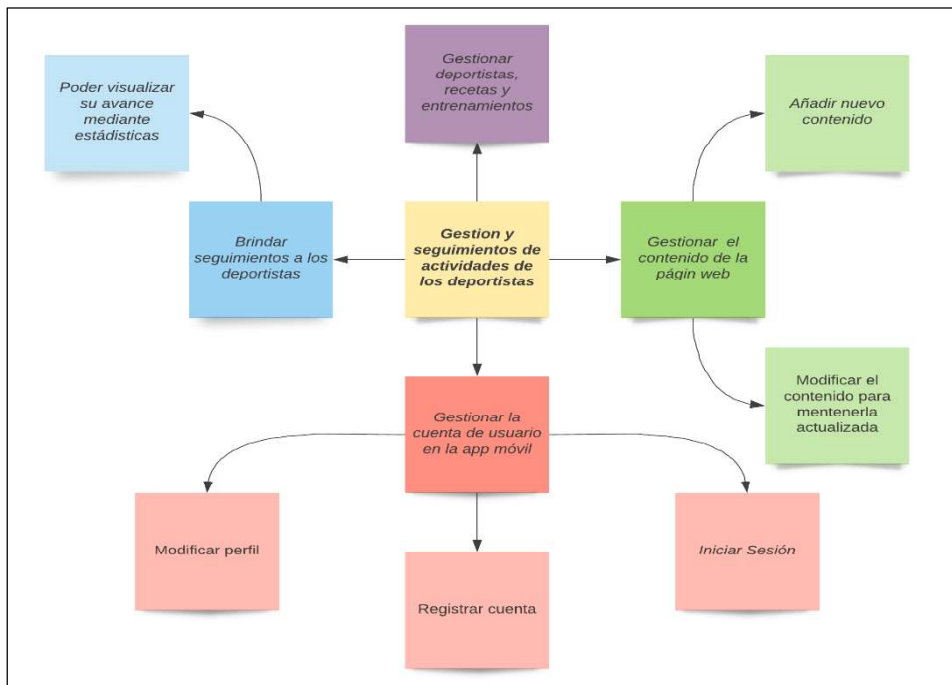 Gestionar
deportistas,
recetas y
entrenamientos
Poder visualizar
su avance
mediante
estádisticas
Añadir nuevo
contenido
Brindar
seguimientos a los
deportistas
Gestion y
seguimientos de
actividades de
los deportistas
Gestionar el
contenido de la
págin web
Modificar el
contenido para
mentenerla
actualizada
Gestionar la
cuenta de usuario
en la app móvil
Modificar perfil
Registrar cuenta
Iniciar Sesión